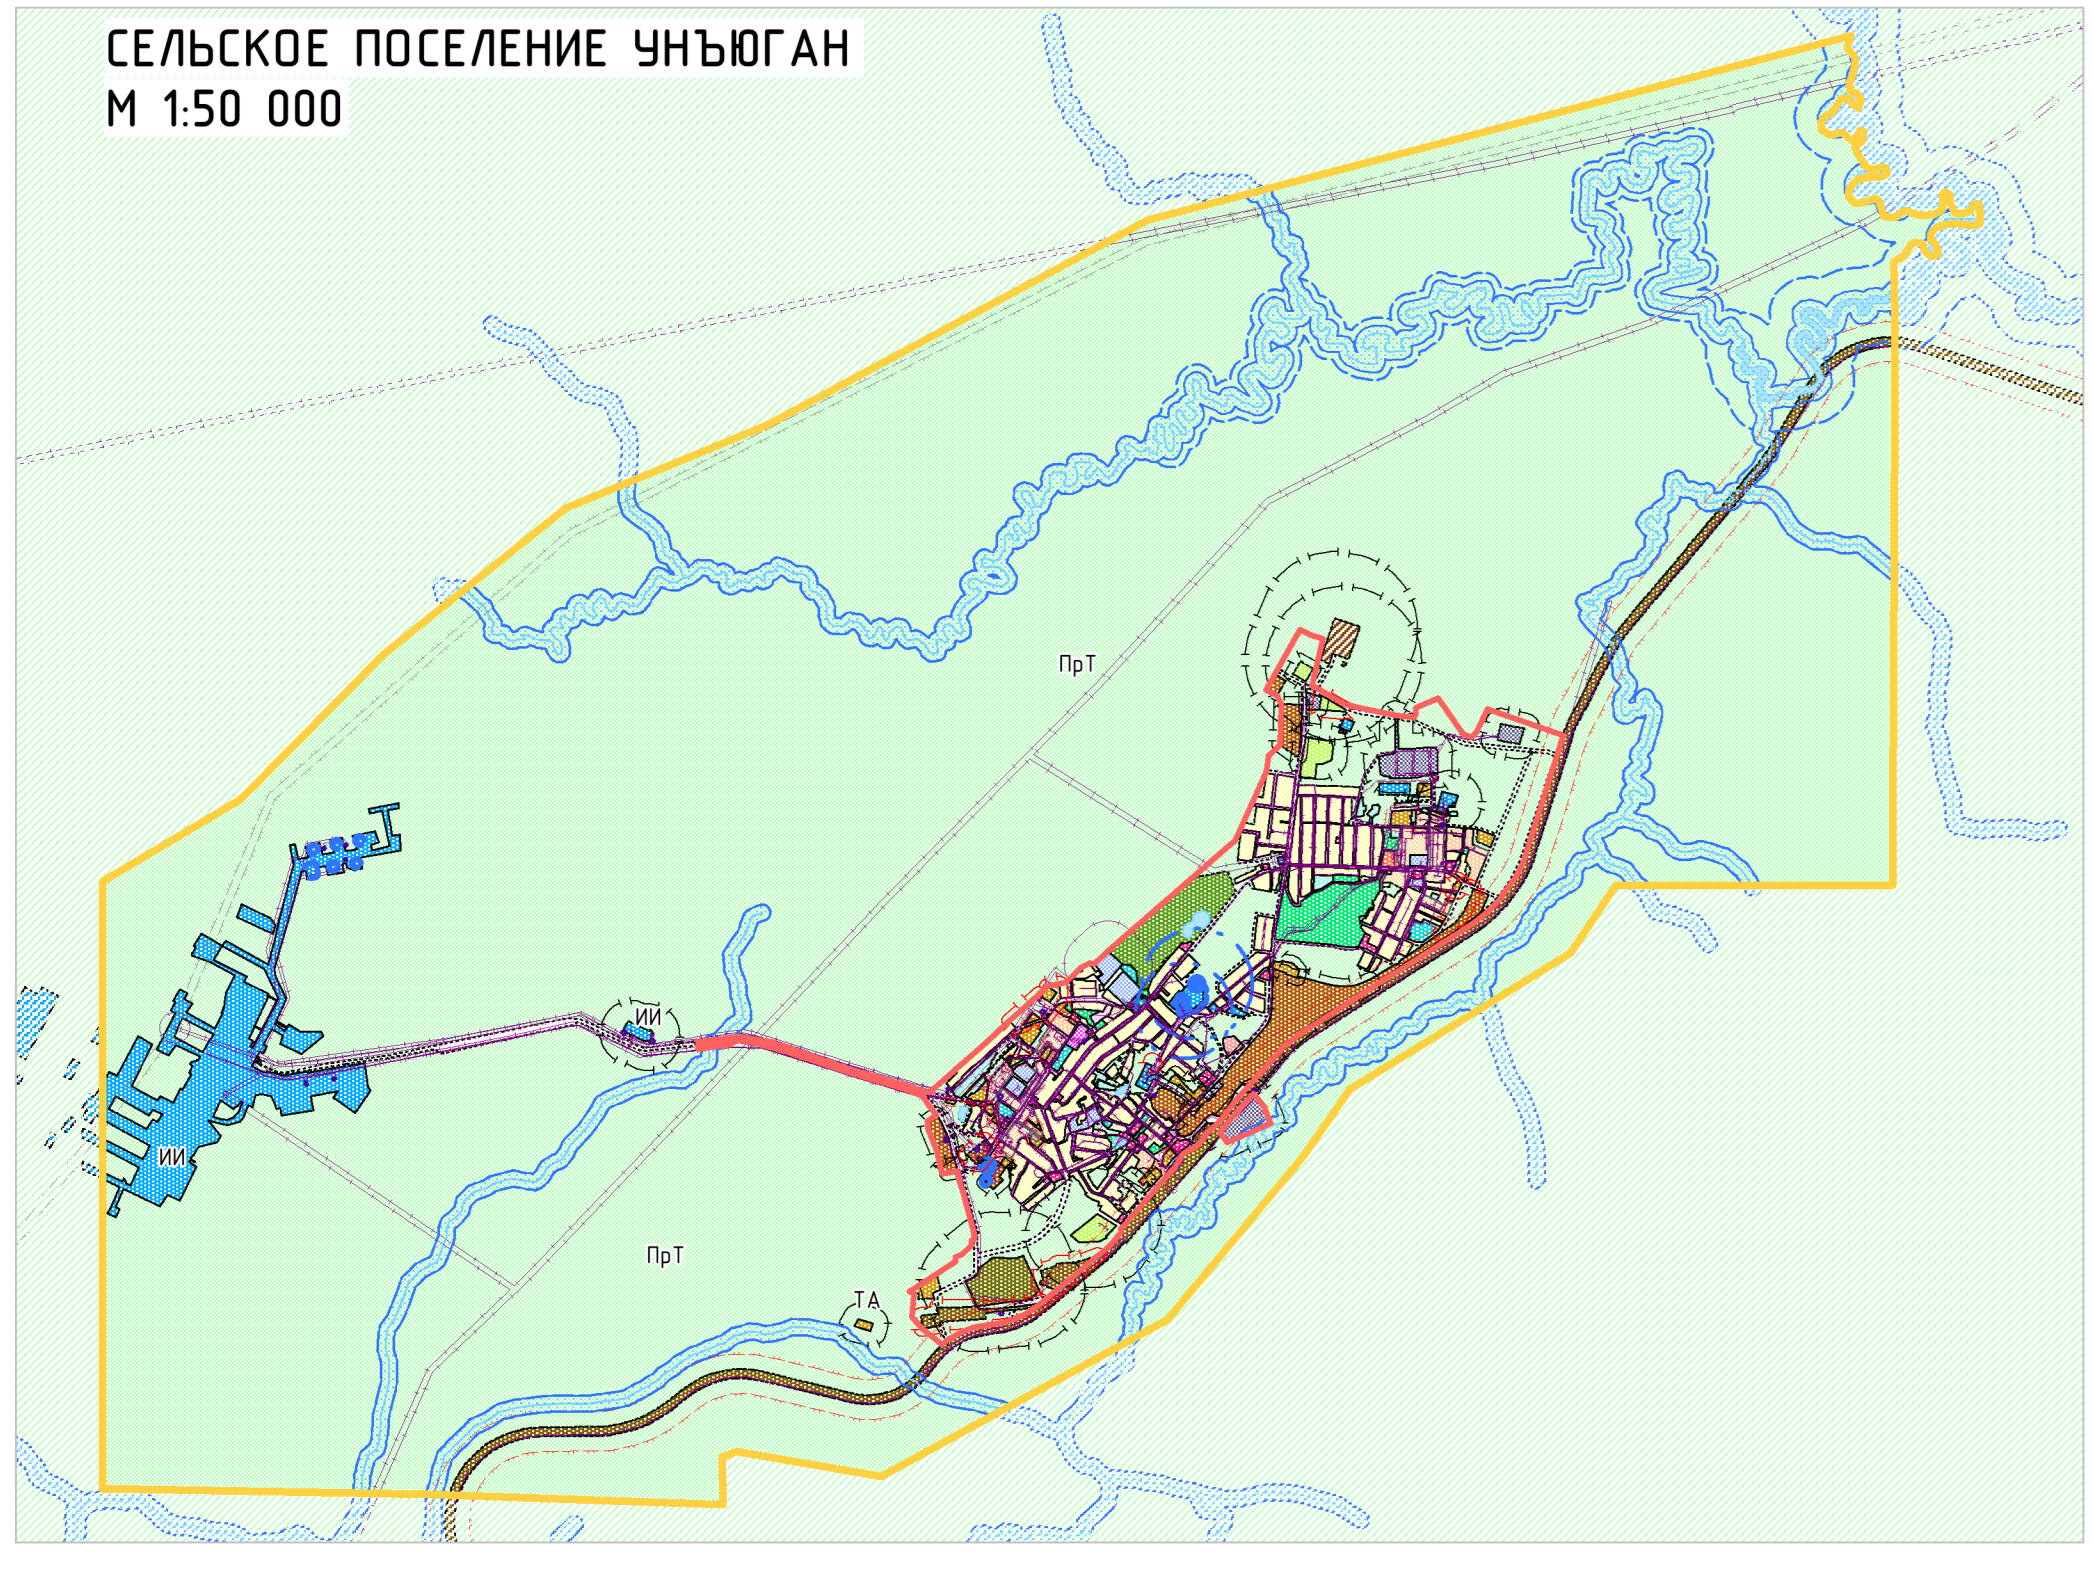 СЕЛЬСКОЕ ПОСЕЛЕНИЕ УНЪЮГАН
М 1:50 000
ПрТ
ИИ
ИИ
ПрТ
ТА